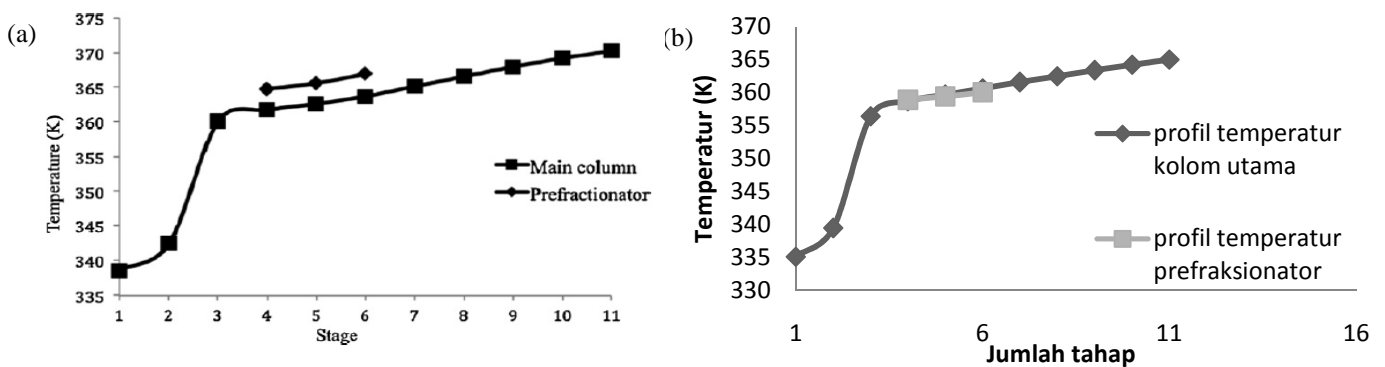 (a)
Temperature (K)
375
370
365
360
355
350
345
340
335
1 2 3 4 5 6 7 8 9 10 11
Stage
Main column
Prefractionator
(b)
Temperatur (K)
370
365
360
355
350
345
340
335
330
1 6 11 16
Jumlah tahap
profil temperatur
kolom utama
profil temperatur
prefraksionator